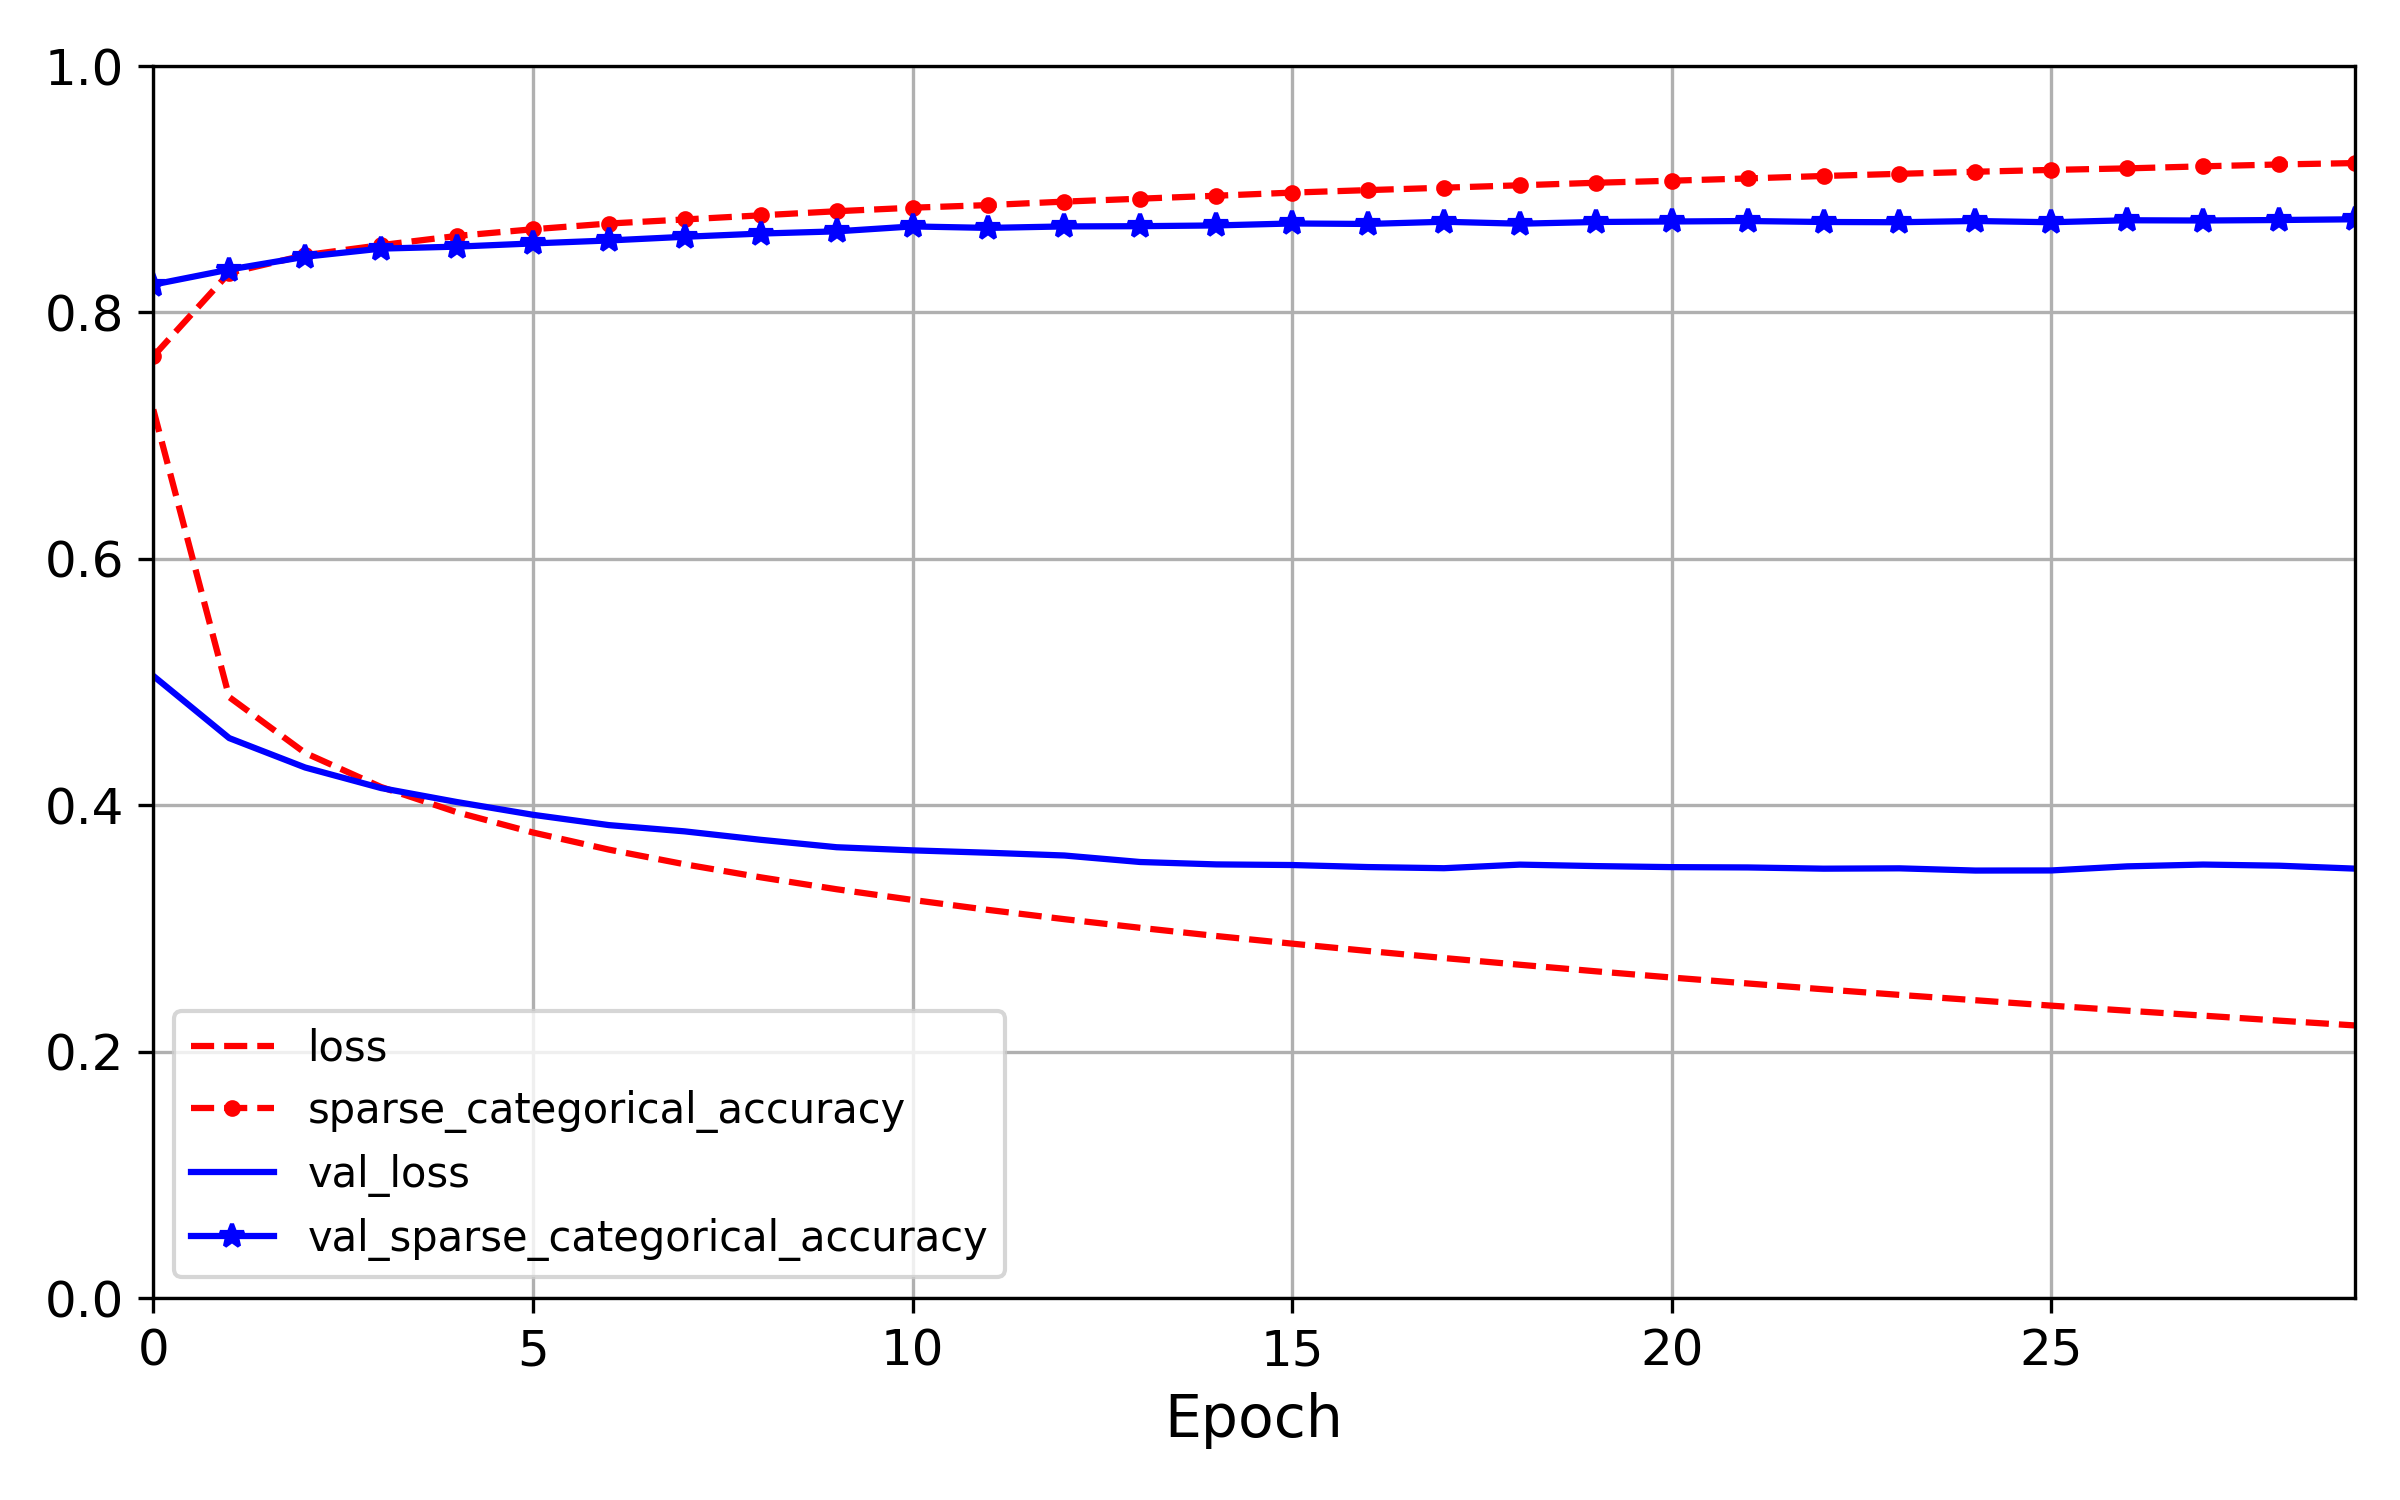 1.0
0.8
0.6
0.4
0.2
0.0
loss
sparse_categorical_accuracy
val_loss
val_sparse_categorical_accuracy
0 5 10 15 20 25
Epoch